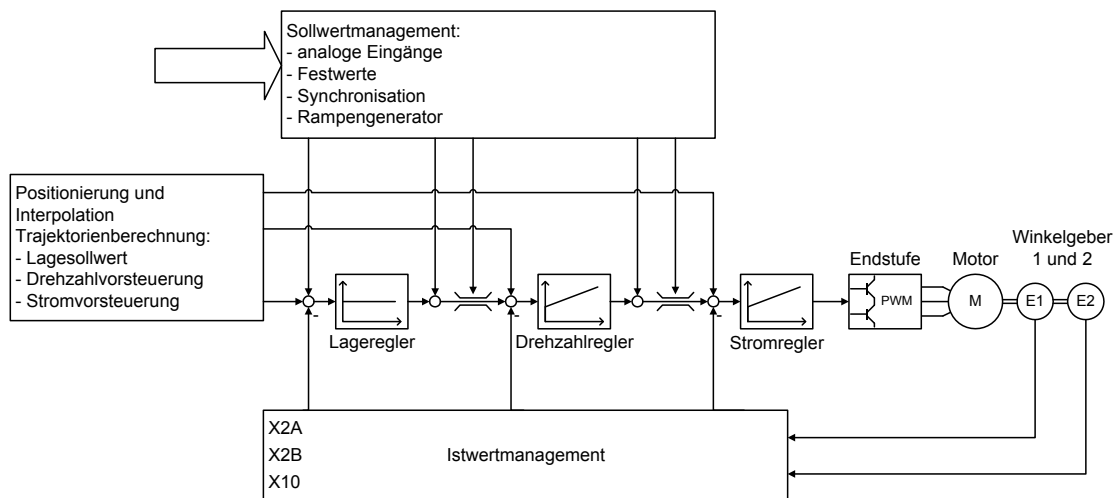 Sollwertmanagement:
- analoge Eingänge
- Festwerte
- Synchronisation
- Rampengenerator
Positionierung und
Interpolation
Trajektorienberechnung:
- Lagesollwert
- Drehzahlvorsteuerung
- Stromvorsteuerung
Winkelgeber
1 und 2
Endstufe
Motor
PWM
M
E1
E2
-
-
-
Lageregler
Drehzahlregler
Stromregler
X2A
X2B
X10
Istwertmanagement